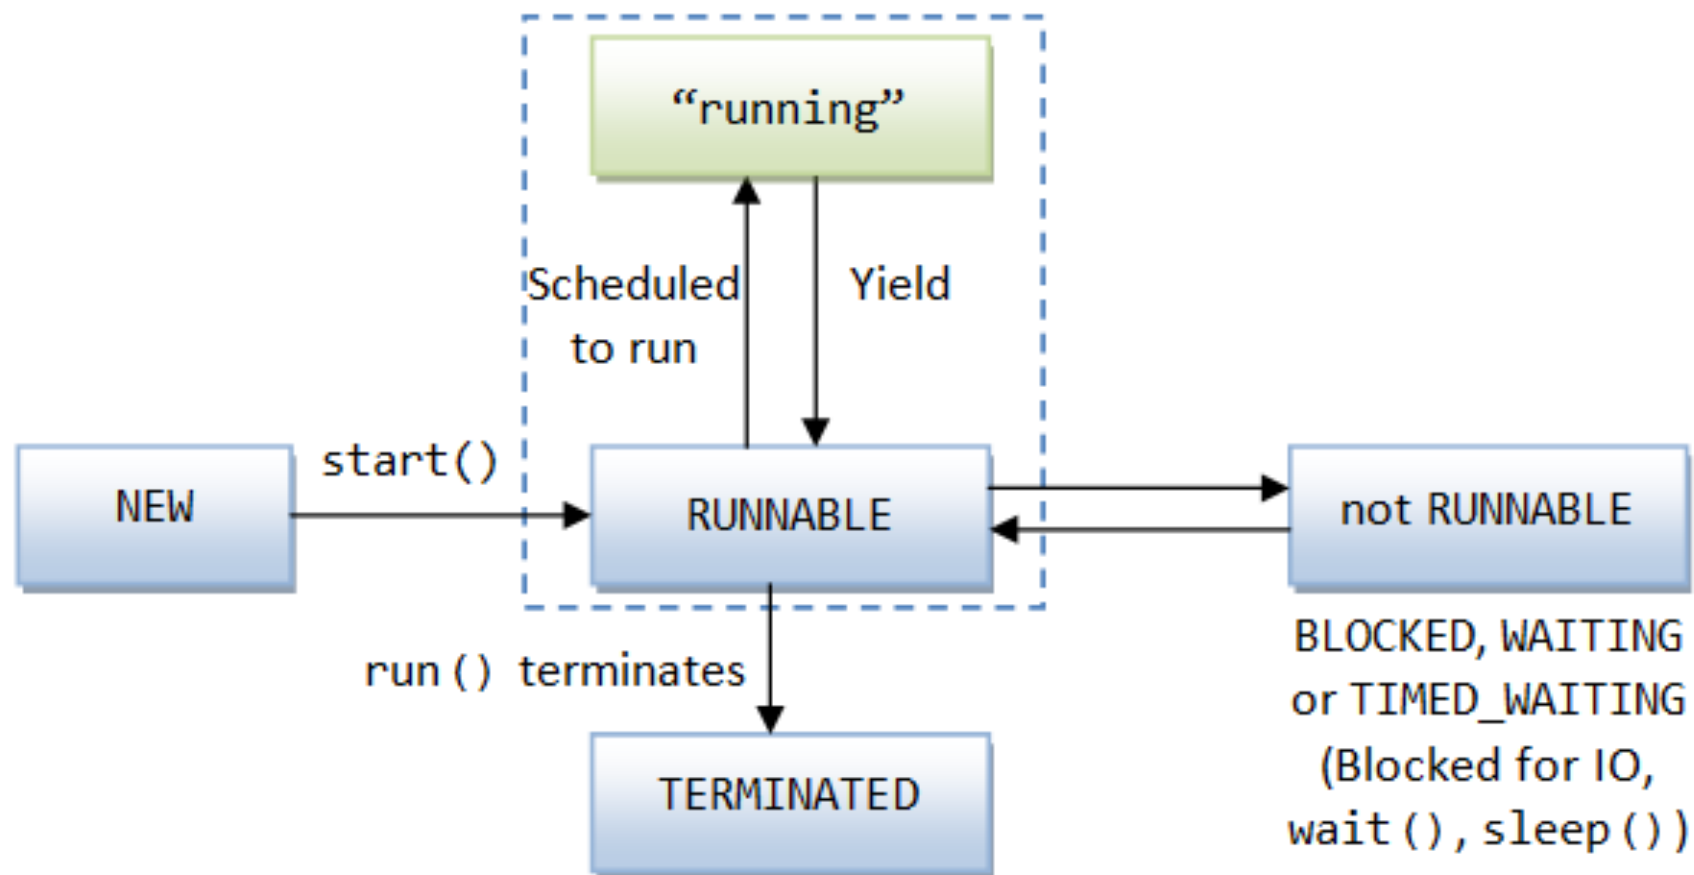 “running”
Scheduled
to run
Yield
NEW
start()
RUNNABLE
not RUNNABLE
run() terminates
TERMINATED
BLOCKED, WAITING
or TIMED_WAITING
(Blocked for IO,
wait(), sleep())